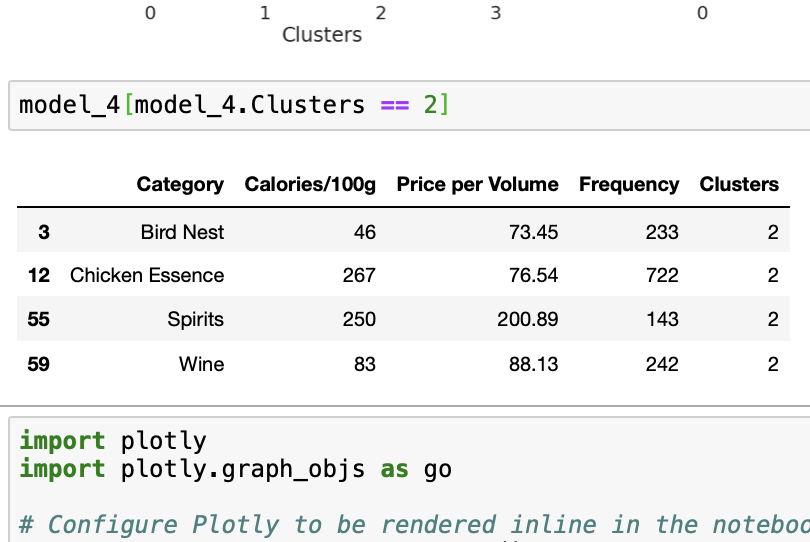 0 1 2 3 0
Clusters
model_4[model_4.Clusters == 2]
Category Calories/100g Price per Volume Frequency Clusters
3 Bird Nest 46 73.45 233 2
12 Chicken Essence 267 76.54 722 2
55 Spirits 250 200.89 143 2
59 Wine 83 88.13 242 2
import plotly
import plotly.graph_objs as go
# Configure Plotly to be rendered inline in the